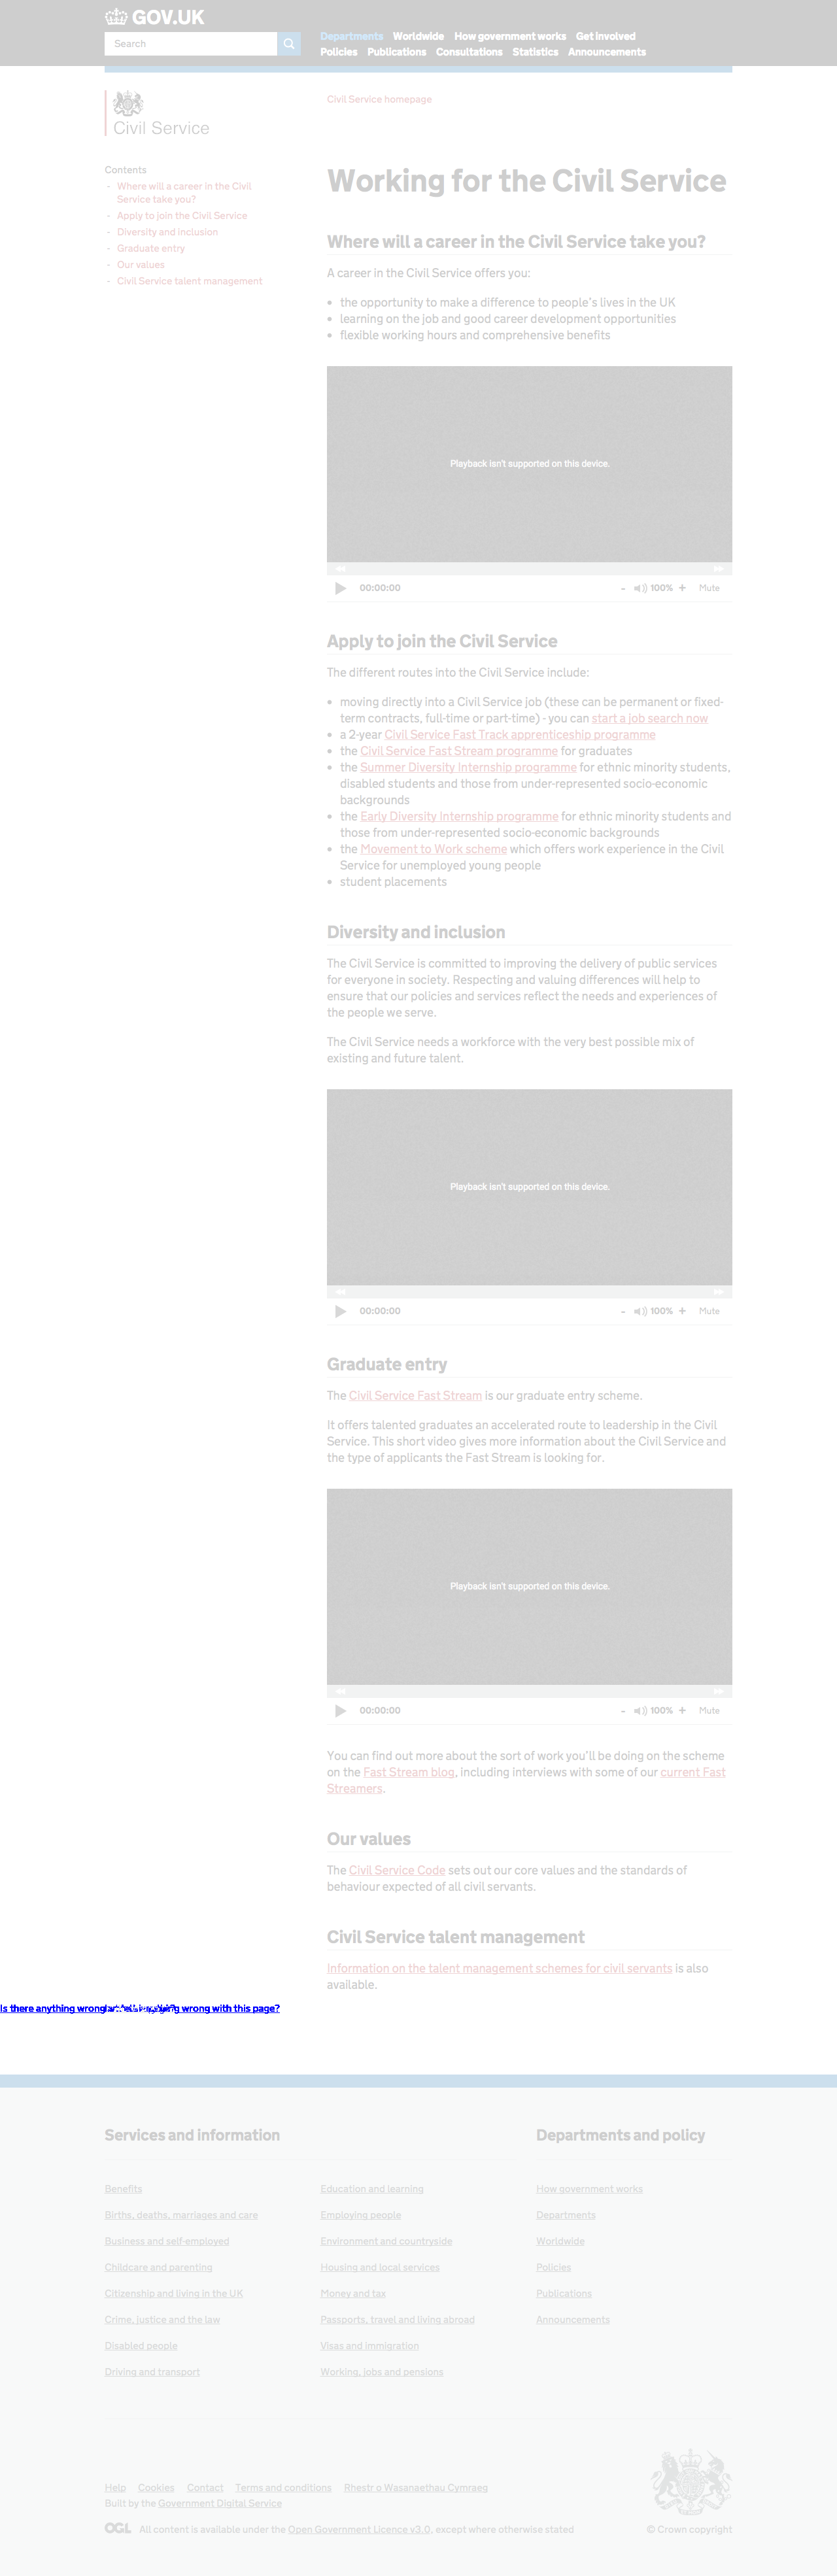 GOV.UK
Search
Departments Worldwide How government works Get involved
Policies Publications Consultations Statistics Announcements
Civil Service
Civil Service homepage
Contents
- Where will a career in the Civil
Service take you?
- Apply to join the Civil Service
- Diversity and inclusion
- Graduate entry
- Our values
- Civil Service talent management
Working for the Civil Service
Where will a career in the Civil Service take you?
A career in the Civil Service offers you:
• the opportunity to make a difference to people's lives in the UK
• learning on the job and good career development opportunities
• flexible working hours and comprehensive benefits
Playback isn't supported on this device.
00:00:00 - 100% + Mute
Apply to join the Civil Service
The different routes into the Civil Service include:
• moving directly into a Civil Service job (these can be permanent or fixed-
term contracts, full-time or part-time) - you can start a job search now
• a 2-year Civil Service Fast Track apprenticeship programme
• the Civil Service Fast Stream programme for graduates
• the Summer Diversity Internship programme for ethnic minority students,
disabled students and those from under-represented socio-economic
backgrounds
• the Early Diversity Internship programme for ethnic minority students and
those from under-represented socio-economic backgrounds
• the Movement to Work scheme which offers work experience in the Civil
Service for unemployed young people
• student placements
Diversity and inclusion
The Civil Service is committed to improving the delivery of public services
for everyone in society. Respecting and valuing differences will help to
ensure that our policies and services reflect the needs and experiences of
the people we serve.
The Civil Service needs a workforce with the very best possible mix of
existing and future talent.
Playback isn't supported on this device.
00:00:00 - 100% + Mute
Graduate entry
The Civil Service Fast Stream is our graduate entry scheme.
It offers talented graduates an accelerated route to leadership in the Civil
Service. This short video gives more information about the Civil Service and
the type of applicants the Fast Stream is looking for.
Playback isn't supported on this device.
00:00:00 - 100% + Mute
You can find out more about the sort of work you'll be doing on the scheme
on the Fast Stream blog, including interviews with some of our current Fast
Streamers.
Our values
The Civil Service Code sets out our core values and the standards of
behaviour expected of all civil servants.
Civil Service talent management
Information on the talent management schemes for civil servants is also
available.
Is there anything wrong wrong with this page?
Services and information
Departments and policy
Benefits
Births, deaths, marriages and care
Business and self-employed
Childcare and parenting
Citizenship and living in the UK
Crime, justice and the law
Disabled people
Driving and transport
Education and learning
Employing people
Environment and countryside
Housing and local services
Money and tax
Passports, travel and living abroad
Visas and immigration
Working, jobs and pensions
How government works
Departments
Worldwide
Policies
Publications
Announcements
Help Cookies Contact Terms and conditions Rhestr o Wasanaethau Cymraeg
Built by the Government Digital Service
OGL All content is available under the Open Government Licence v3.0, except where otherwise stated
© Crown copyright